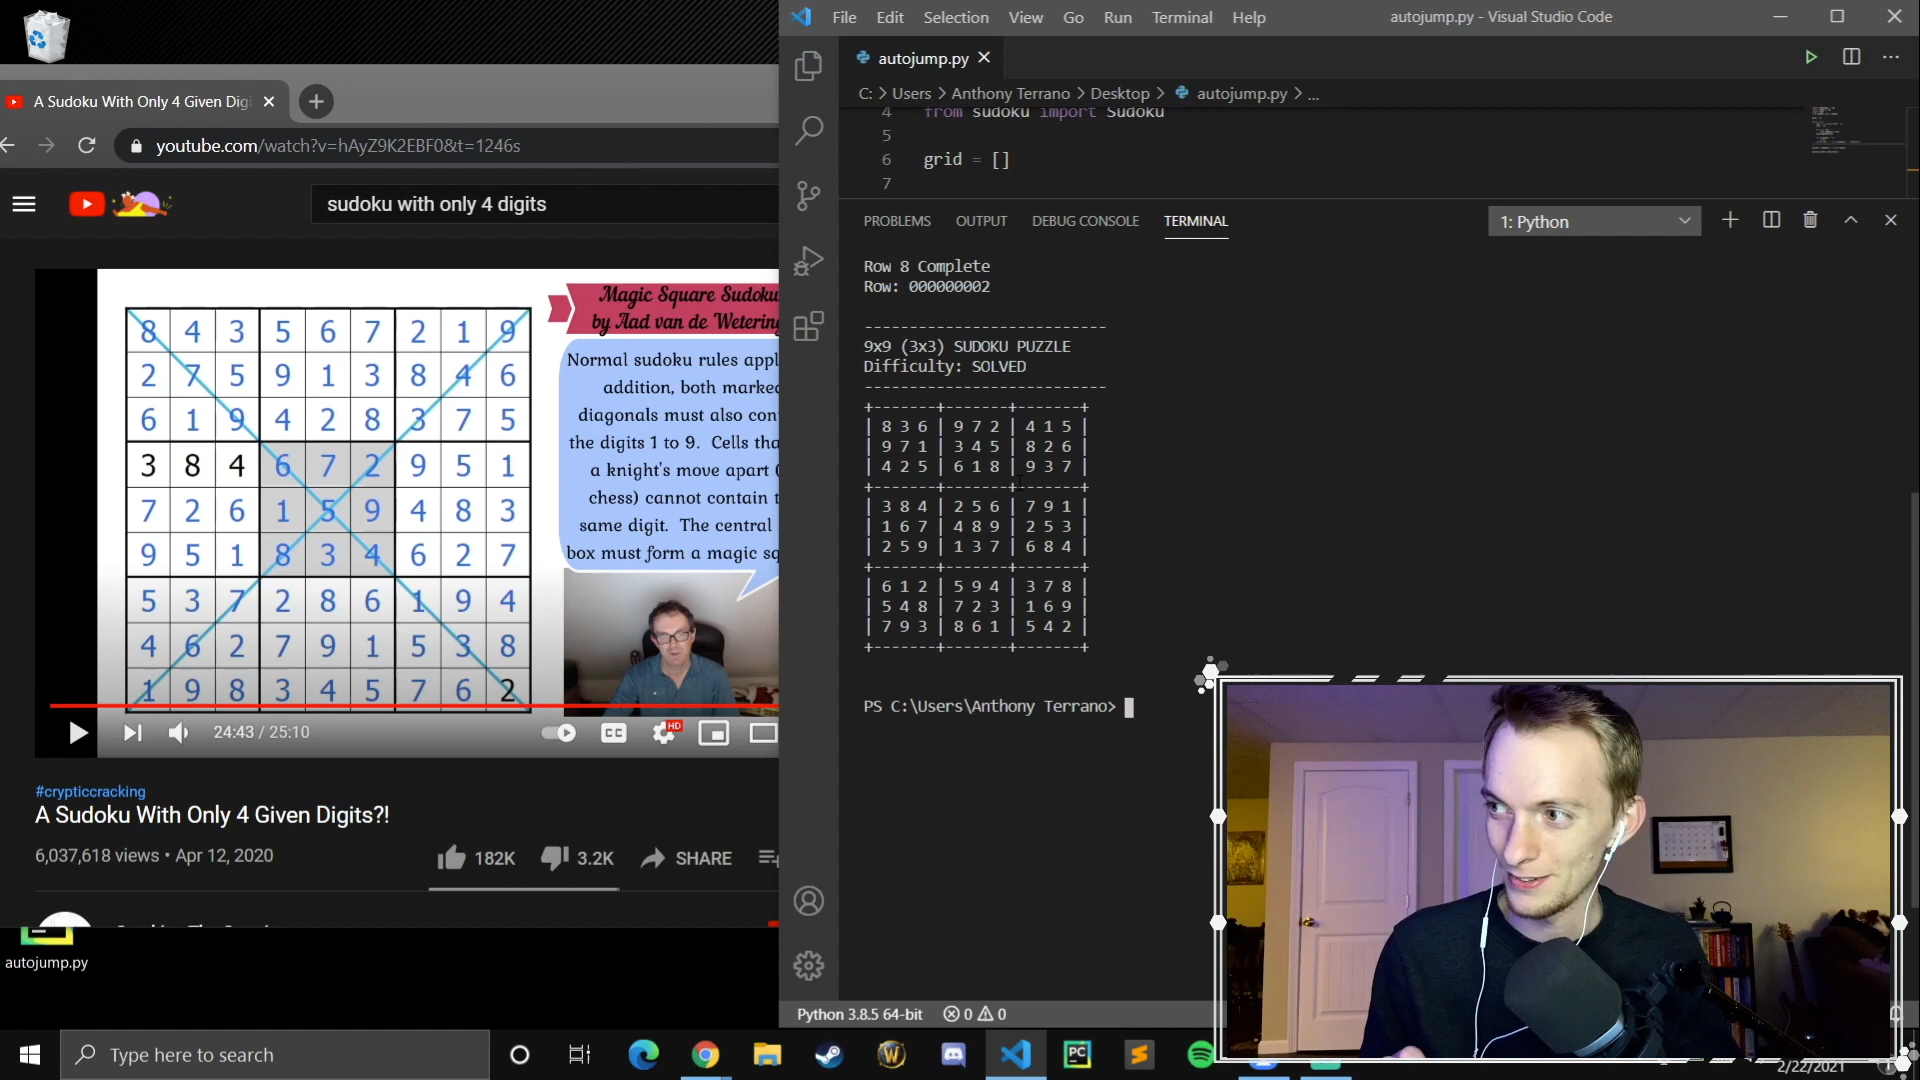 A Sudoku With Only 4 Given Digi
youtube.com/watch?v=hAyZ9K2EBF0&t=1246s
sudoku with only 4 digits
8 4 3 5 6 7 2 1 9
2 7 5 9 1 3 8 4 6
6 1 9 4 2 8 3 7 5
3 8 4 6 7 2 9 5 1
7 2 6 1 5 9 4 8 3
9 5 1 8 3 4 6 2 7
5 3 7 2 8 6 1 9 4
4 6 2 7 9 1 5 3 8
1 9 8 3 4 5 7 6 2
Magic Square Sudoku
by Aad van de Wetering
Normal sudoku rules appl
addition, both marked
diagonals must also con
the digits 1 to 9. Cells tha
a knight's move apart (
chess) cannot contain t
same digit. The central
box must form a magic sq
24:43 / 25:10
CC
HD
#crypticcracking
A Sudoku With Only 4 Given Digits?!
6,037,618 views • Apr 12, 2020
182K
3.2K
SHARE
autojump.py
Type here to search
File Edit Selection View Go Run Terminal Help
autojump.py - Visual Studio Code
autojump.py
C: > Users > Anthony Terrano > Desktop > autojump.py > ...
4 from sudoku import Sudoku
5
6 grid = []
7
PROBLEMS OUTPUT DEBUG CONSOLE TERMINAL
1: Python
Row 8 Complete
Row: 000000002
---------------------------
9x9 (3x3) SUDOKU PUZZLE
Difficulty: SOLVED
---------------------------
+-------+-------+-------+
| 8 3 6 | 9 7 2 | 4 1 5 |
| 9 7 1 | 3 4 5 | 8 2 6 |
| 4 2 5 | 6 1 8 | 9 3 7 |
+-------+-------+-------+
| 3 8 4 | 2 5 6 | 7 9 1 |
| 1 6 7 | 4 8 9 | 2 5 3 |
| 2 5 9 | 1 3 7 | 6 8 4 |
+-------+-------+-------+
| 6 1 2 | 5 9 4 | 3 7 8 |
| 5 4 8 | 7 2 3 | 1 6 9 |
| 7 9 3 | 8 6 1 | 5 4 2 |
+-------+-------+-------+
PS C:\Users\Anthony Terrano>
Python 3.8.5 64-bit
0 0
PC
2/22/2021